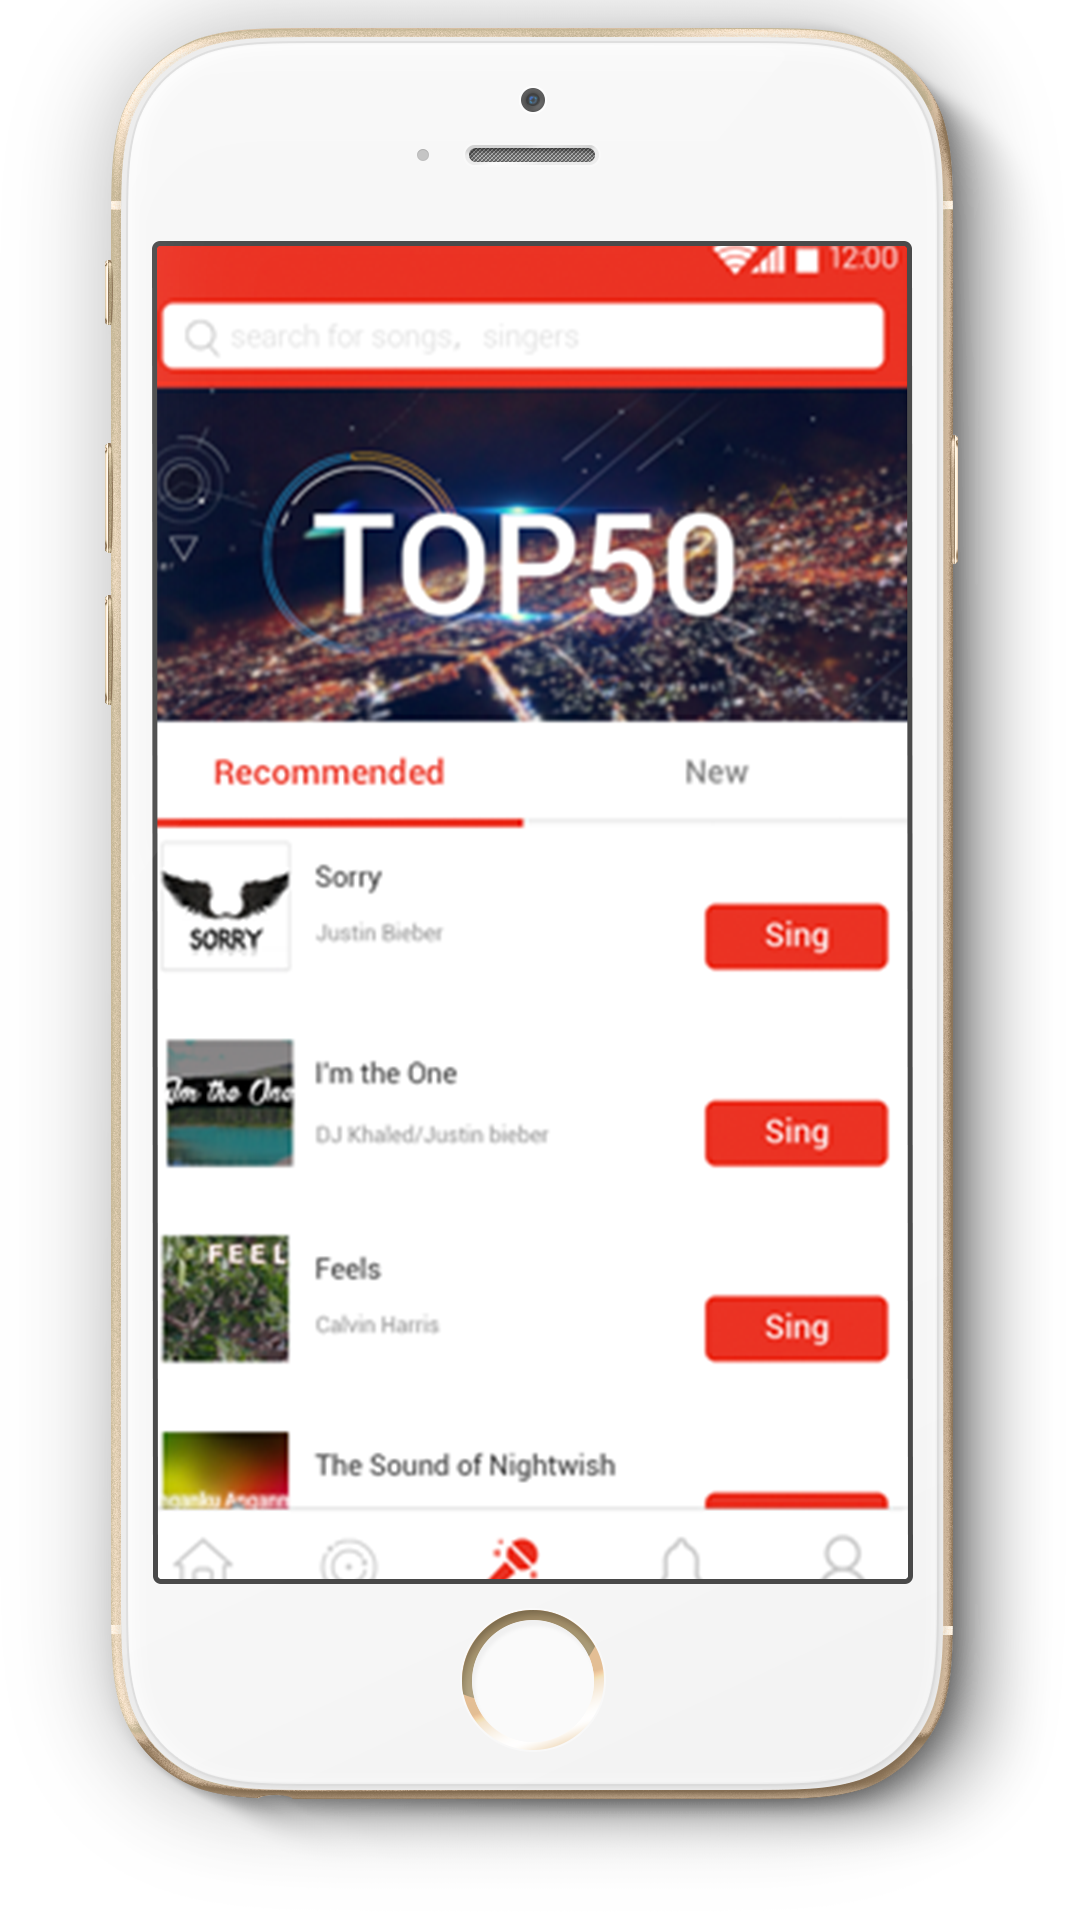 12:00
search for songs, singers
TOP50
Recommended
New
SORRY
Sorry
Justin Bieber
Sing
I'm the One
I'm the One
DJ Khaled/Justin bieber
Sing
FEEL
Feels
Calvin Harris
Sing
The Sound of Nightwish